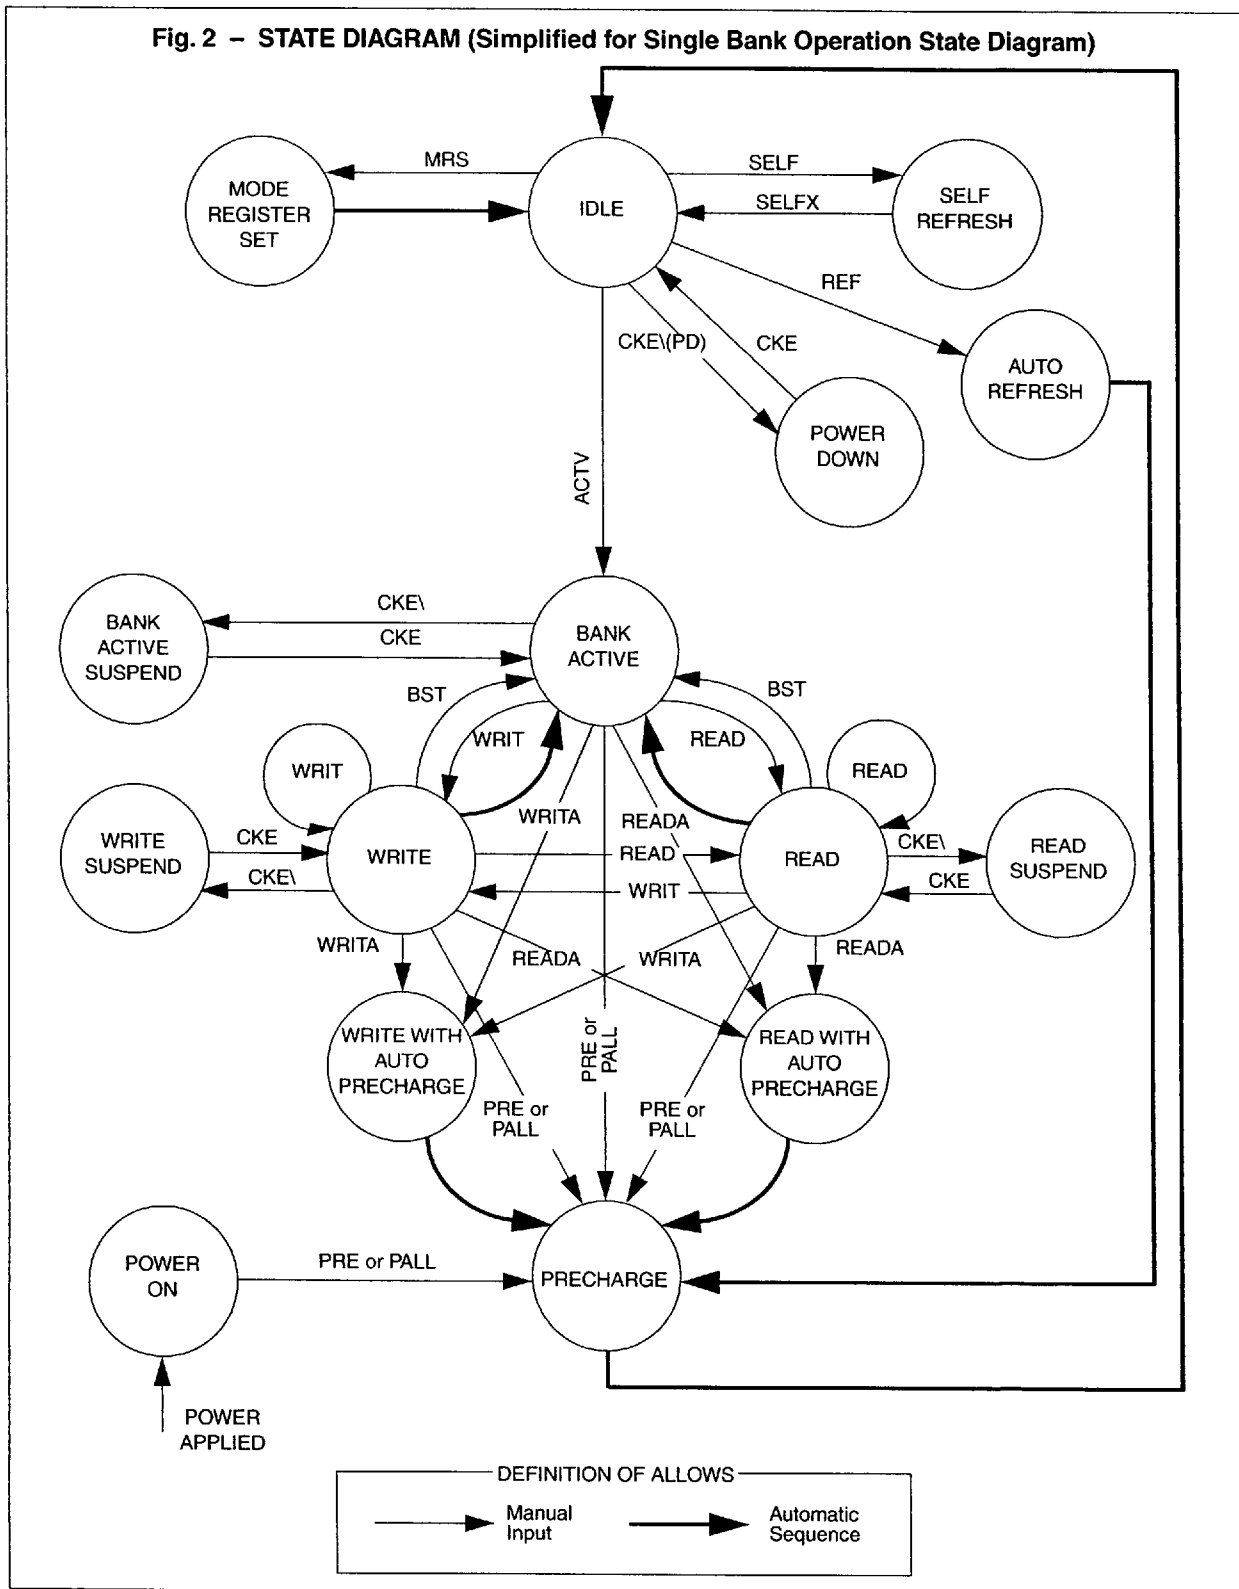 Fig. 2 – STATE DIAGRAM (Simplified for Single Bank Operation State Diagram)
MRS
SELF
MODE
REGISTER
SET
IDLE
SELFX
SELF
REFRESH
REF
CKE\(PD)
CKE
AUTO
REFRESH
POWER
DOWN
ACTV
CKE\
BANK
ACTIVE
SUSPEND
CKE
BANK
ACTIVE
BST
BST
WRIT
READ
WRIT
READ
WRITA
READA
CKE
WRITE
SUSPEND
WRITE
READ
READ
CKE\
READ
SUSPEND
CKE\
WRIT
CKE
WRITA
READA
WRITA
READA
WRITE WITH
AUTO
PRECHARGE
PRE or
PALL
READ WITH
AUTO
PRECHARGE
PRE or
PALL
PRE or
PALL
POWER
ON
PRE or PALL
PRECHARGE
POWER
APPLIED
DEFINITION OF ALLOWS
Manual
Input
Automatic
Sequence